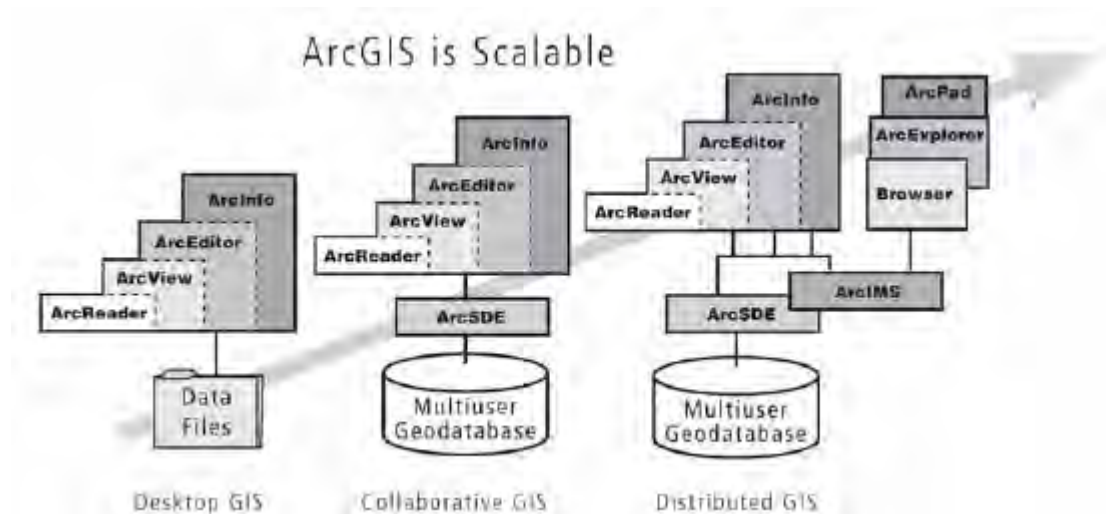 ArcGIS is Scalable
ArcInfo
ArcEditor
ArcView
ArcReader
Data
Files
Desktop GIS
ArcInfo
ArcEditor
ArcView
ArcReader
ArcSDE
Multiuser
Geodatabase
Collaborative GIS
ArcInfo
ArcEditor
ArcView
ArcReader
ArcSDE
Multiuser
Geodatabase
Distributed GIS
ArcPad
ArcExplorer
Browser
ArcIMS